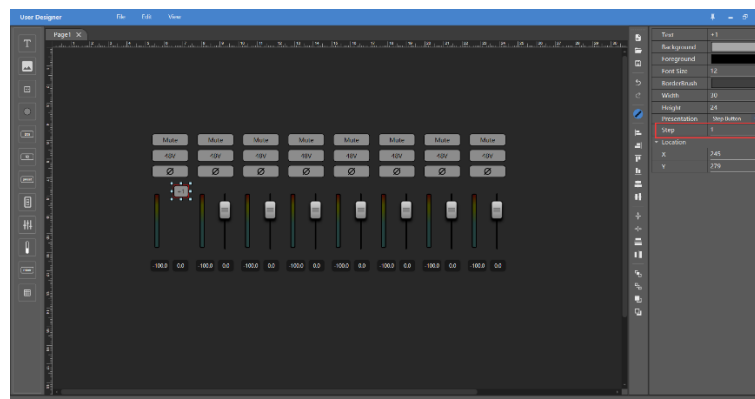 User Designer File Edit View
Page1 X
Text +1
Background
Foreground
Font Size 12
BorderBrush
Width 30
Height 24
Presentation Step Button
Step 1
Location
X 245
Y 279
Mute Mute Mute Mute Mute Mute Mute Mute
48V 48V 48V 48V 48V 48V 48V 48V
Ø Ø Ø Ø Ø Ø Ø Ø
+1
-100.0 0.0 -100.0 0.0 -100.0 0.0 -100.0 0.0 -100.0 0.0 -100.0 0.0 -100.0 0.0 -100.0 0.0